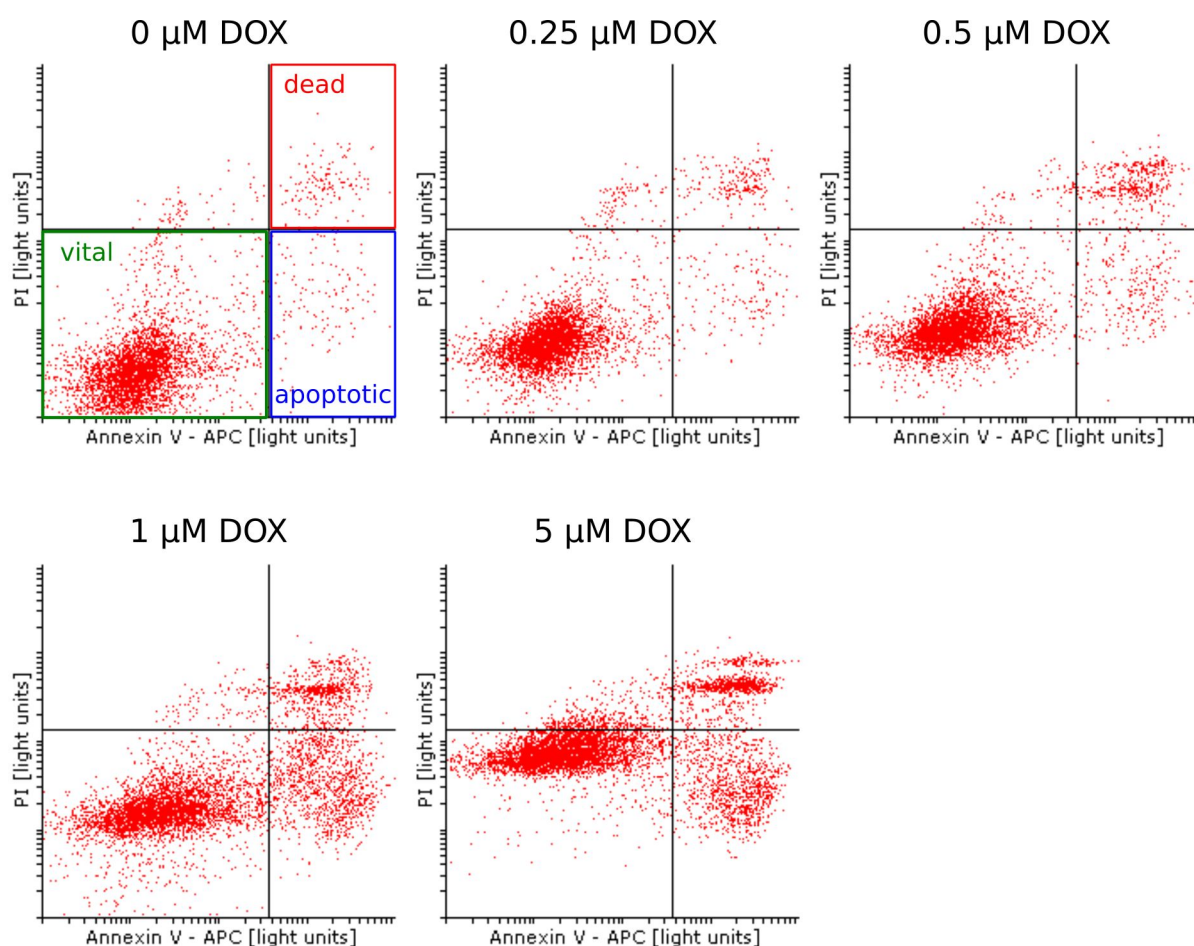 0 µM DOX
0.25 µM DOX
0.5 µM DOX
dead
vital
apoptotic
PI [light units]
PI [light units]
PI [light units]
Annexin V - APC [light units]
Annexin V - APC [light units]
Annexin V - APC [light units]
1 µM DOX
5 µM DOX
PI [light units]
PI [light units]
Annexin V - APC [light units]
Annexin V - APC [light units]